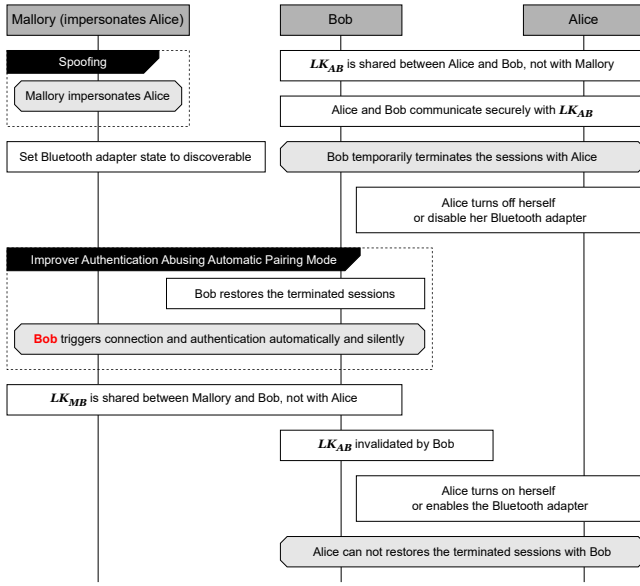 Mallory (impersonates Alice)
Bob
Alice
Spoofing
LK_AB is shared between Alice and Bob, not with Mallory
Mallory impersonates Alice
Alice and Bob communicate securely with LK_AB
Set Bluetooth adapter state to discoverable
Bob temporarily terminates the sessions with Alice
Alice turns off herself
or disable her Bluetooth adapter
Improver Authentication Abusing Automatic Pairing Mode
Bob restores the terminated sessions
Bob triggers connection and authentication automatically and silently
LK_MB is shared between Mallory and Bob, not with Alice
LK_AB invalidated by Bob
Alice turns on herself
or enables the Bluetooth adapter
Alice can not restores the terminated sessions with Bob